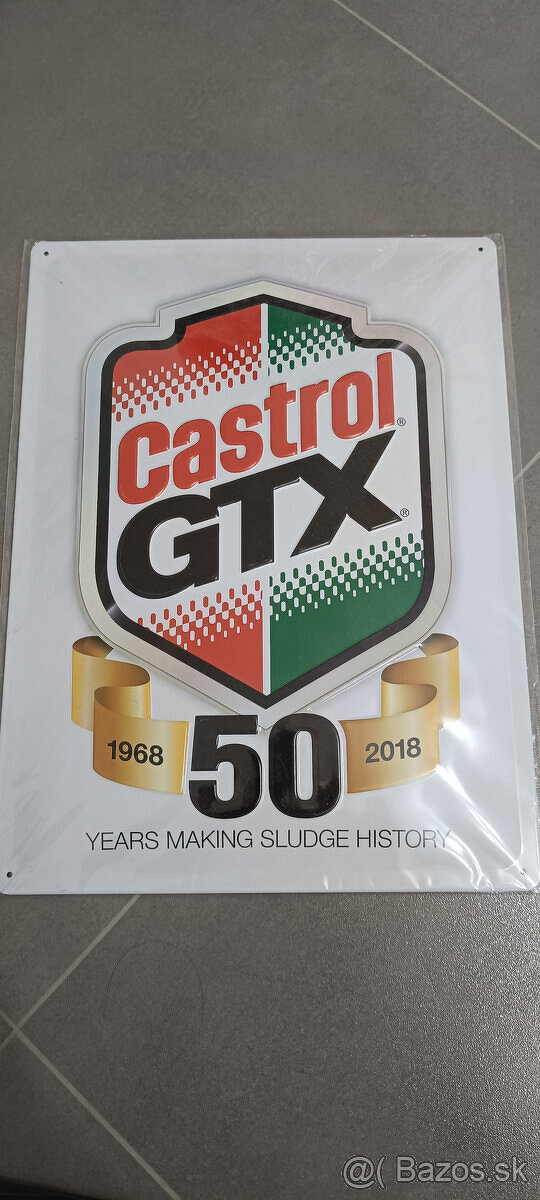 Castrol®
GTX®
1968 50 2018
YEARS MAKING SLUDGE HISTORY
@( Bazos.sk